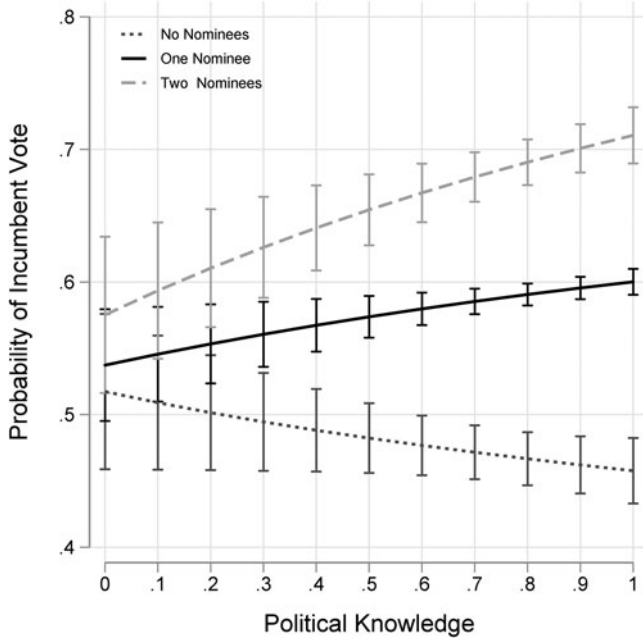 .8
No Nominees
One Nominee
Two Nominees
.7
.6
.5
.4
Probability of Incumbent Vote
0 .1 .2 .3 .4 .5 .6 .7 .8 .9 1
Political Knowledge